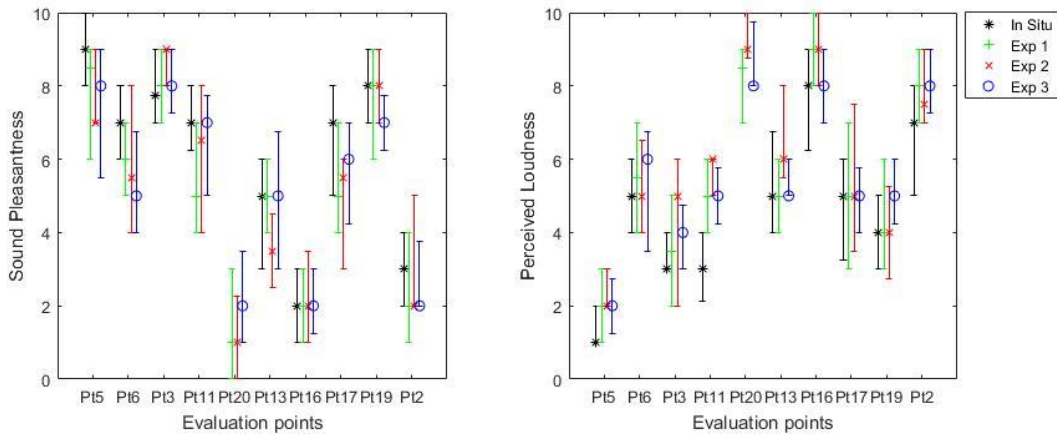 Sound Pleasantness
10
8
6
4
2
0
Pt5 Pt6 Pt3 Pt11 Pt20 Pt13 Pt16 Pt17 Pt19 Pt2
Evaluation points
Perceived Loudness
10
8
6
4
2
0
Pt5 Pt6 Pt3 Pt11 Pt20 Pt13 Pt16 Pt17 Pt19 Pt2
Evaluation points
In Situ
Exp 1
Exp 2
Exp 3